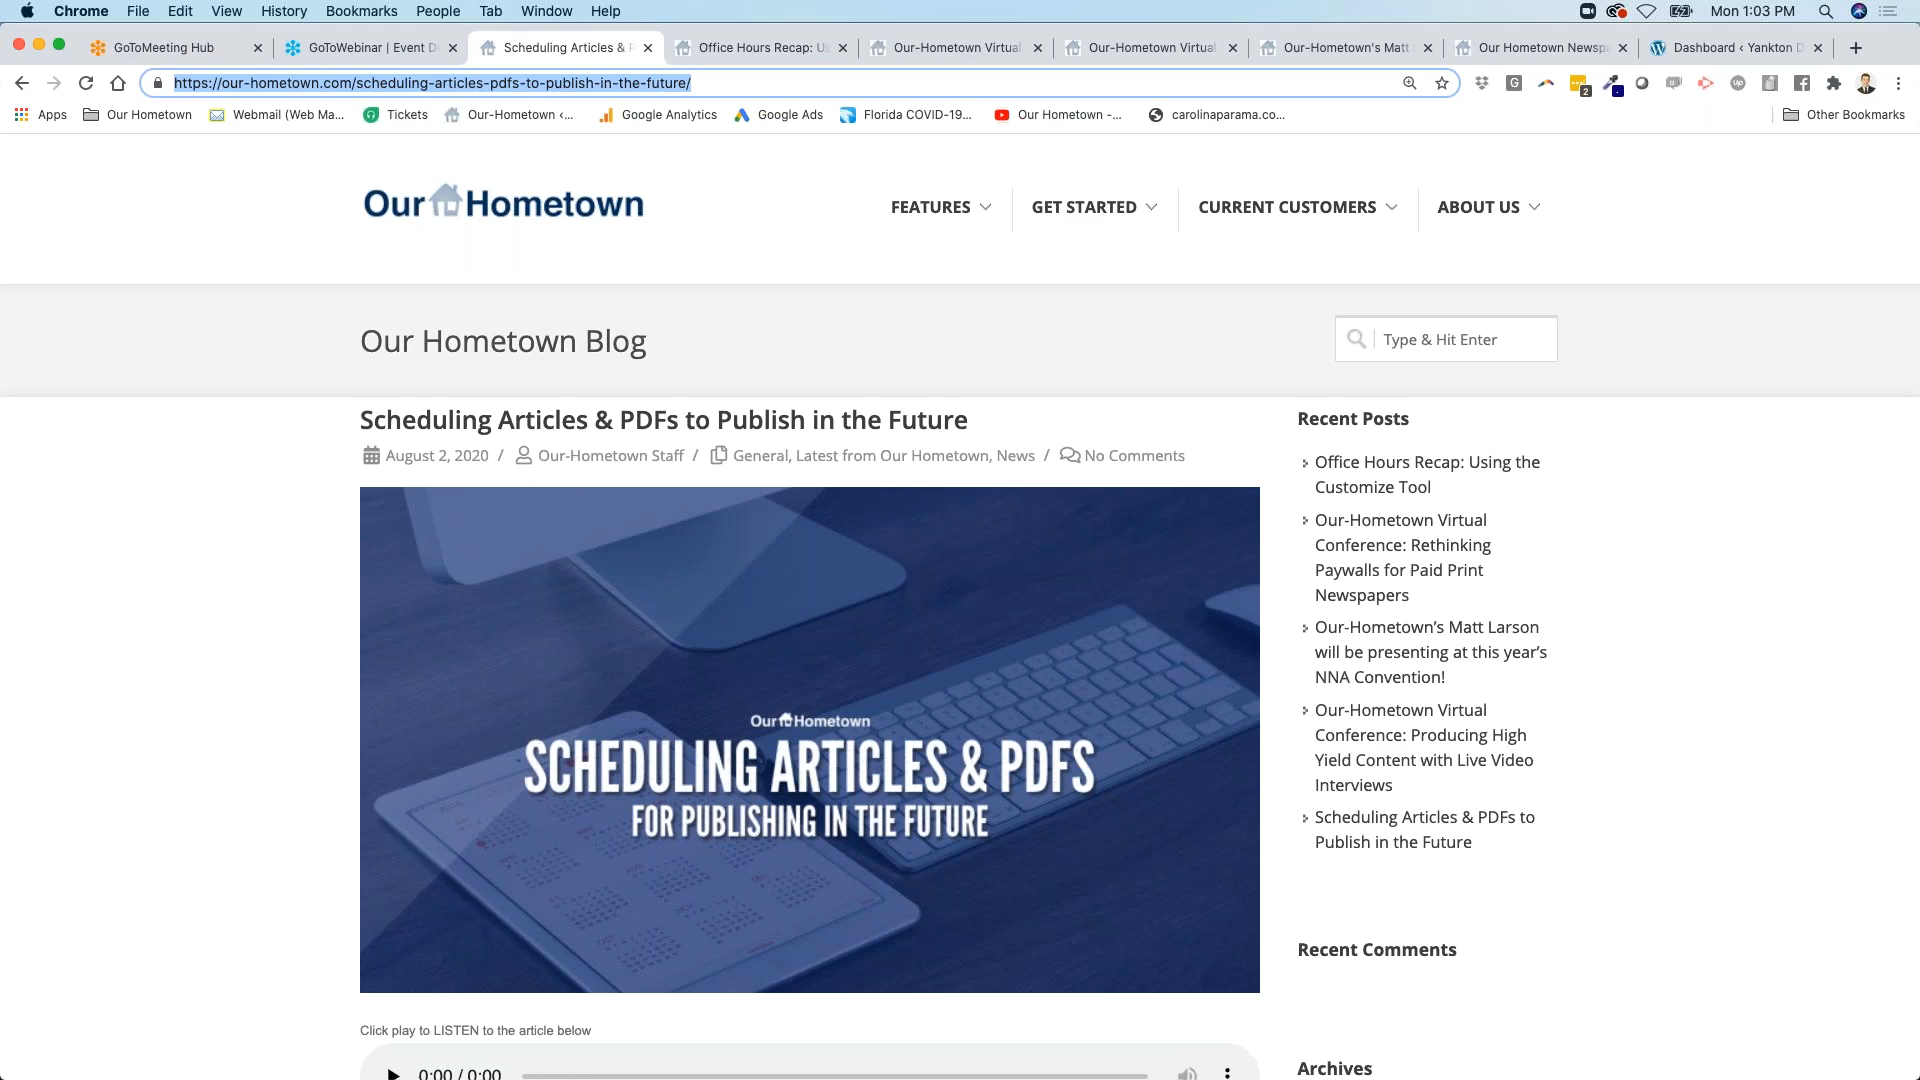 Chrome File Edit View History Bookmarks People Tab Window Help
Mon 1:03 PM
GoToMeeting Hub
GoToWebinar | Event D
Scheduling Articles & P
Office Hours Recap: U
Our-Hometown Virtual
Our-Hometown Virtual
Our-Hometown's Matt
Our Hometown Newsp
Dashboard ‹ Yankton D
https://our-hometown.com/scheduling-articles-pdfs-to-publish-in-the-future/
2
Apps
Our Hometown
Webmail (Web Ma...
Tickets
Our-Hometown ‹...
Google Analytics
Google Ads
Florida COVID-19...
Our Hometown -...
carolinaparama.co...
Other Bookmarks
Our Hometown
FEATURES
GET STARTED
CURRENT CUSTOMERS
ABOUT US
Our Hometown Blog
Type & Hit Enter
Scheduling Articles & PDFs to Publish in the Future
August 2, 2020 / Our-Hometown Staff / General, Latest from Our Hometown, News / No Comments
Our Hometown
SCHEDULING ARTICLES & PDFS
FOR PUBLISHING IN THE FUTURE
Click play to LISTEN to the article below
0:00 / 0:00
Recent Posts
Office Hours Recap: Using the
Customize Tool
Our-Hometown Virtual
Conference: Rethinking
Paywalls for Paid Print
Newspapers
Our-Hometown’s Matt Larson
will be presenting at this year’s
NNA Convention!
Our-Hometown Virtual
Conference: Producing High
Yield Content with Live Video
Interviews
Scheduling Articles & PDFs to
Publish in the Future
Recent Comments
Archives